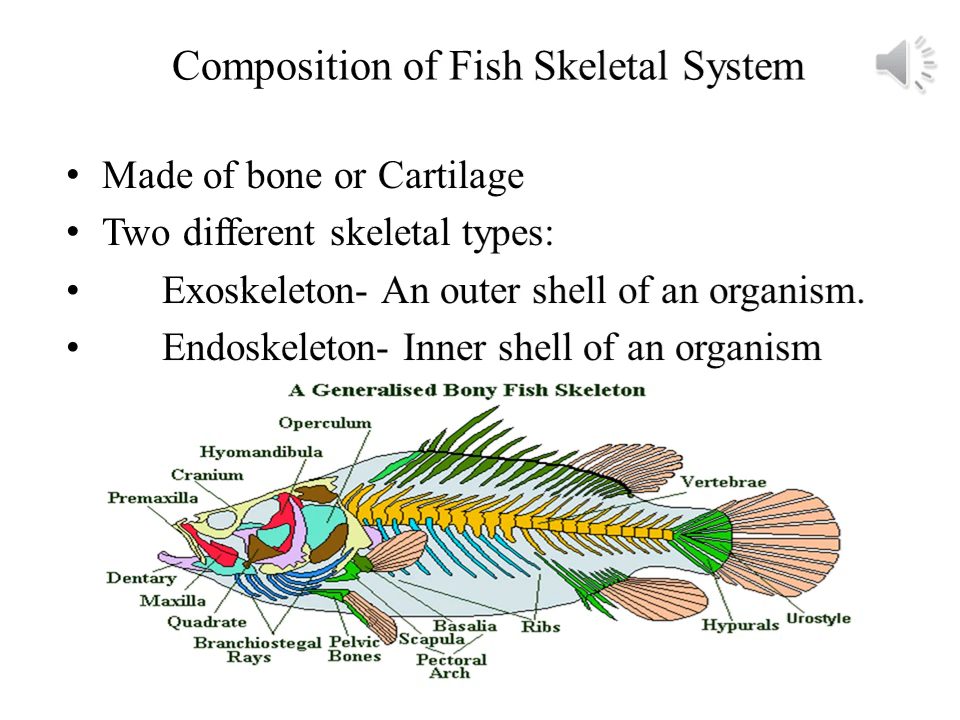 Composition of Fish Skeletal System
• Made of bone or Cartilage
• Two different skeletal types:
• Exoskeleton- An outer shell of an organism.
• Endoskeleton- Inner shell of an organism
A Generalised Bony Fish Skeleton
Operculum
Hyomandibula
Cranium
Premaxilla
Vertebrae
Dentary
Maxilla
Quadrate
Branchiostegal
Rays
Pelvic
Bones
Scapula
Basalia
Pectoral
Arch
Ribs
Hypurals
Urostyle